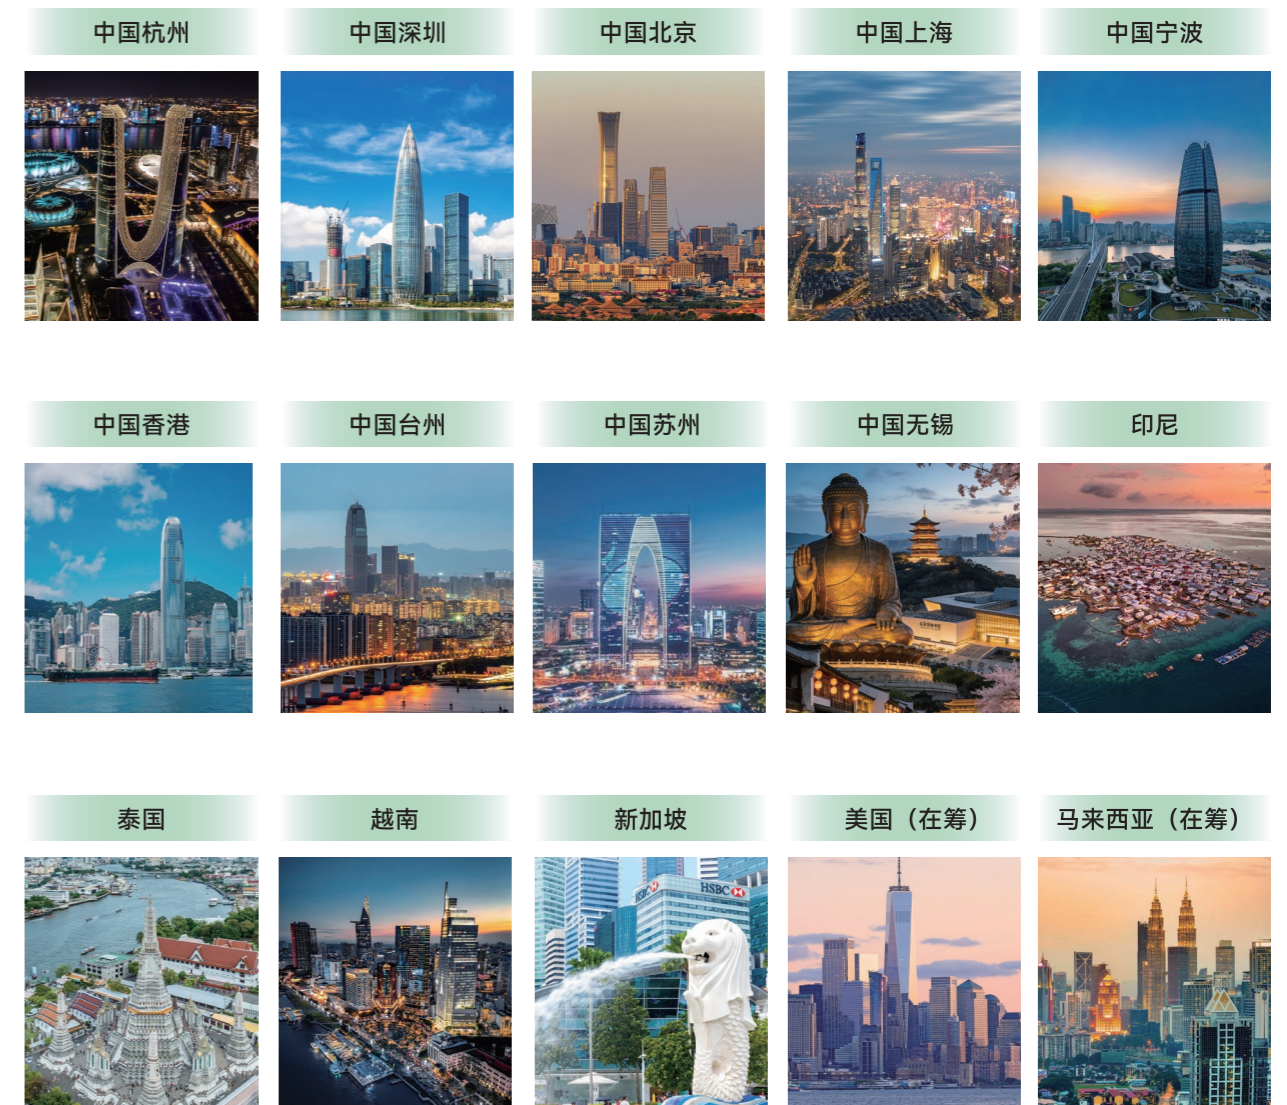 中国杭州
中国深圳
中国北京
中国上海
中国宁波
中国香港
中国台州
中国苏州
中国无锡
印尼
泰国
越南
新加坡
美国（在筹）
马来西亚（在筹）
HSBC
HSBC